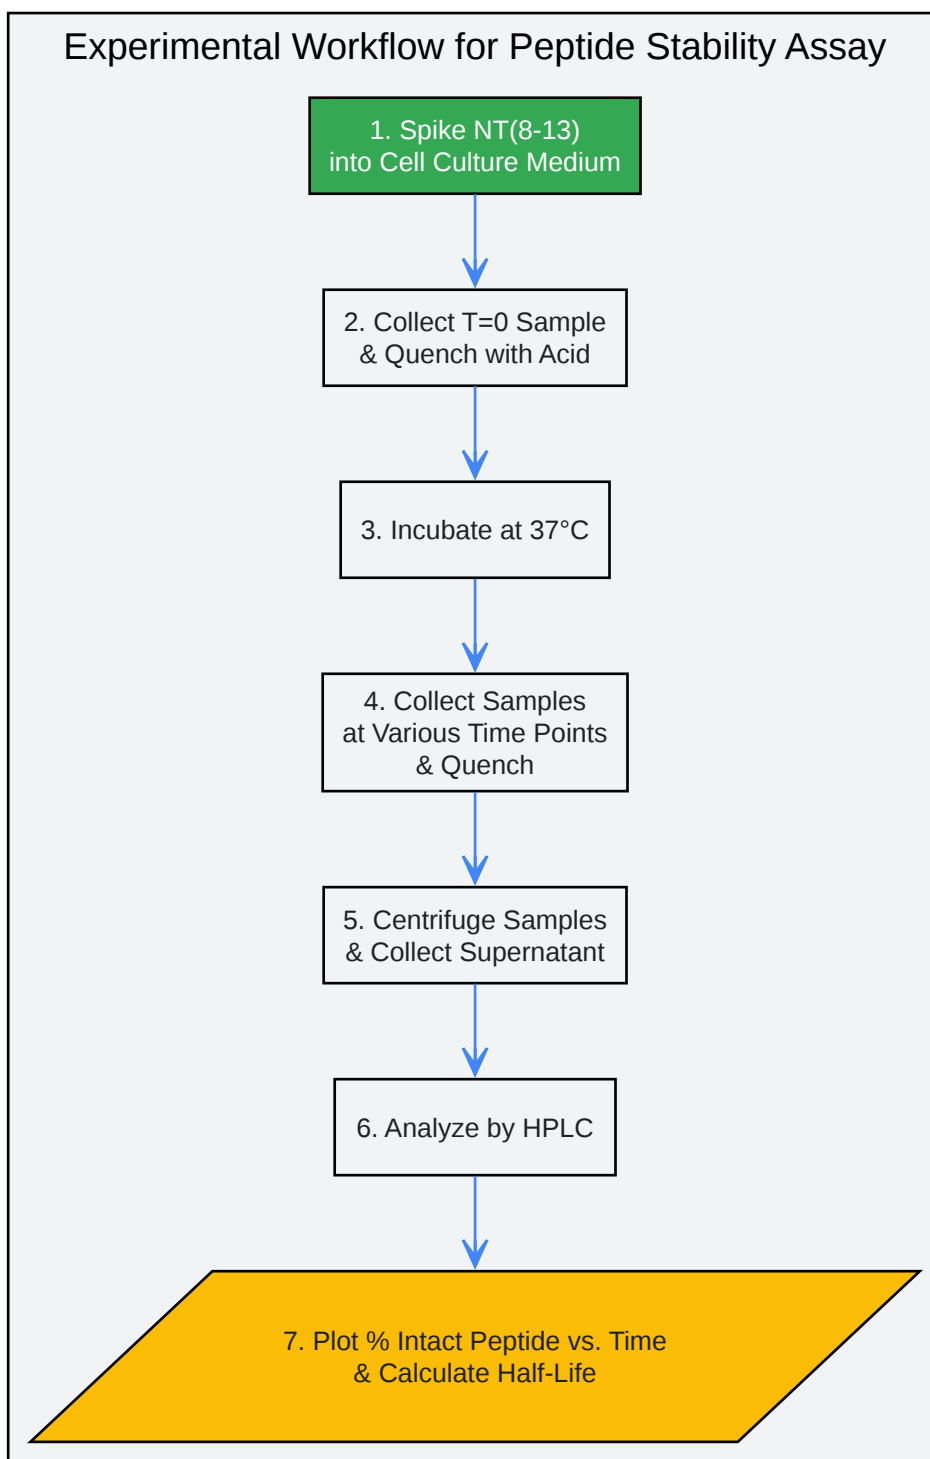 Experimental Workflow for Peptide Stability Assay
1. Spike NT(8-13)
into Cell Culture Medium
2. Collect T=0 Sample
& Quench with Acid
3. Incubate at 37°C
4. Collect Samples
at Various Time Points
& Quench
5. Centrifuge Samples
& Collect Supernatant
6. Analyze by HPLC
7. Plot % Intact Peptide vs. Time
& Calculate Half-Life